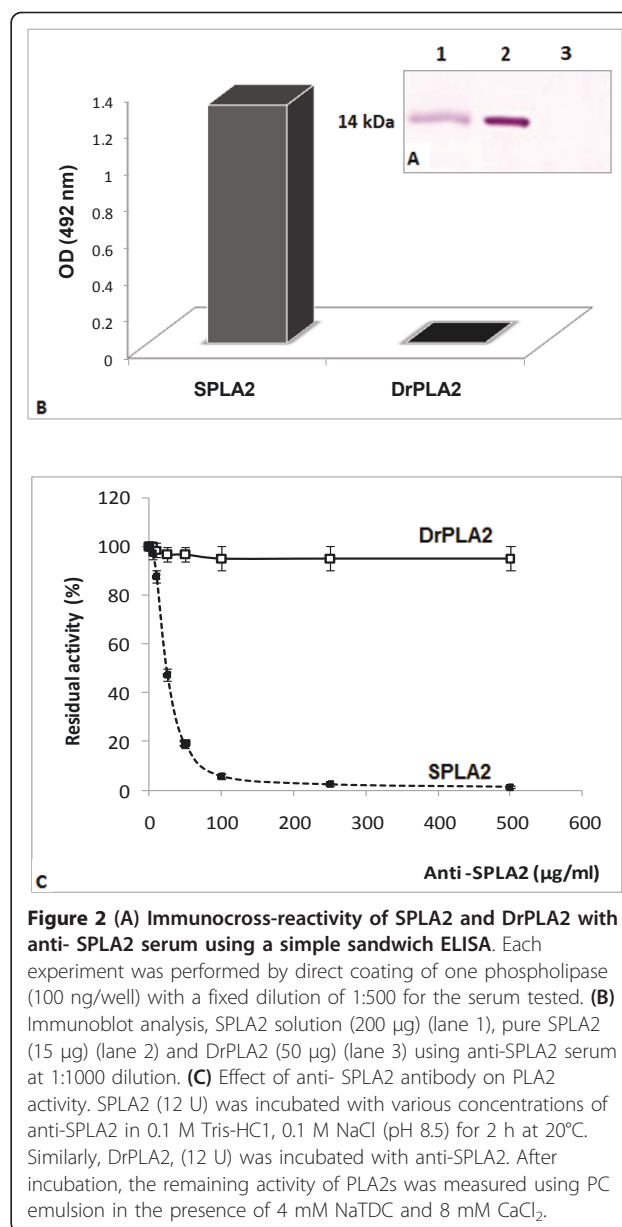 1 2 3
14 kDa
A
1.4
1.2
1
0.8
0.6
0.4
0.2
0
OD (492 nm)
SPLA2 DrPLA2
B
120
100
80
60
40
20
0
Residual activity (%)
DrPLA2
SPLA2
0 100 200 300 400 500 600
Anti -SPLA2 (µg/ml)
C
Figure 2 (A) Immunocross-reactivity of SPLA2 and DrPLA2 with
anti- SPLA2 serum using a simple sandwich ELISA. Each
experiment was performed by direct coating of one phospholipase
(100 ng/well) with a fixed dilution of 1:500 for the serum tested. (B)
Immunoblot analysis, SPLA2 solution (200 µg) (lane 1), pure SPLA2
(15 µg) (lane 2) and DrPLA2 (50 µg) (lane 3) using anti-SPLA2 serum
at 1:1000 dilution. (C) Effect of anti- SPLA2 antibody on PLA2
activity. SPLA2 (12 U) was incubated with various concentrations of
anti-SPLA2 in 0.1 M Tris-HC1, 0.1 M NaCl (pH 8.5) for 2 h at 20°C.
Similarly, DrPLA2, (12 U) was incubated with anti-SPLA2. After
incubation, the remaining activity of PLA2s was measured using PC
emulsion in the presence of 4 mM NaTDC and 8 mM CaCl₂.